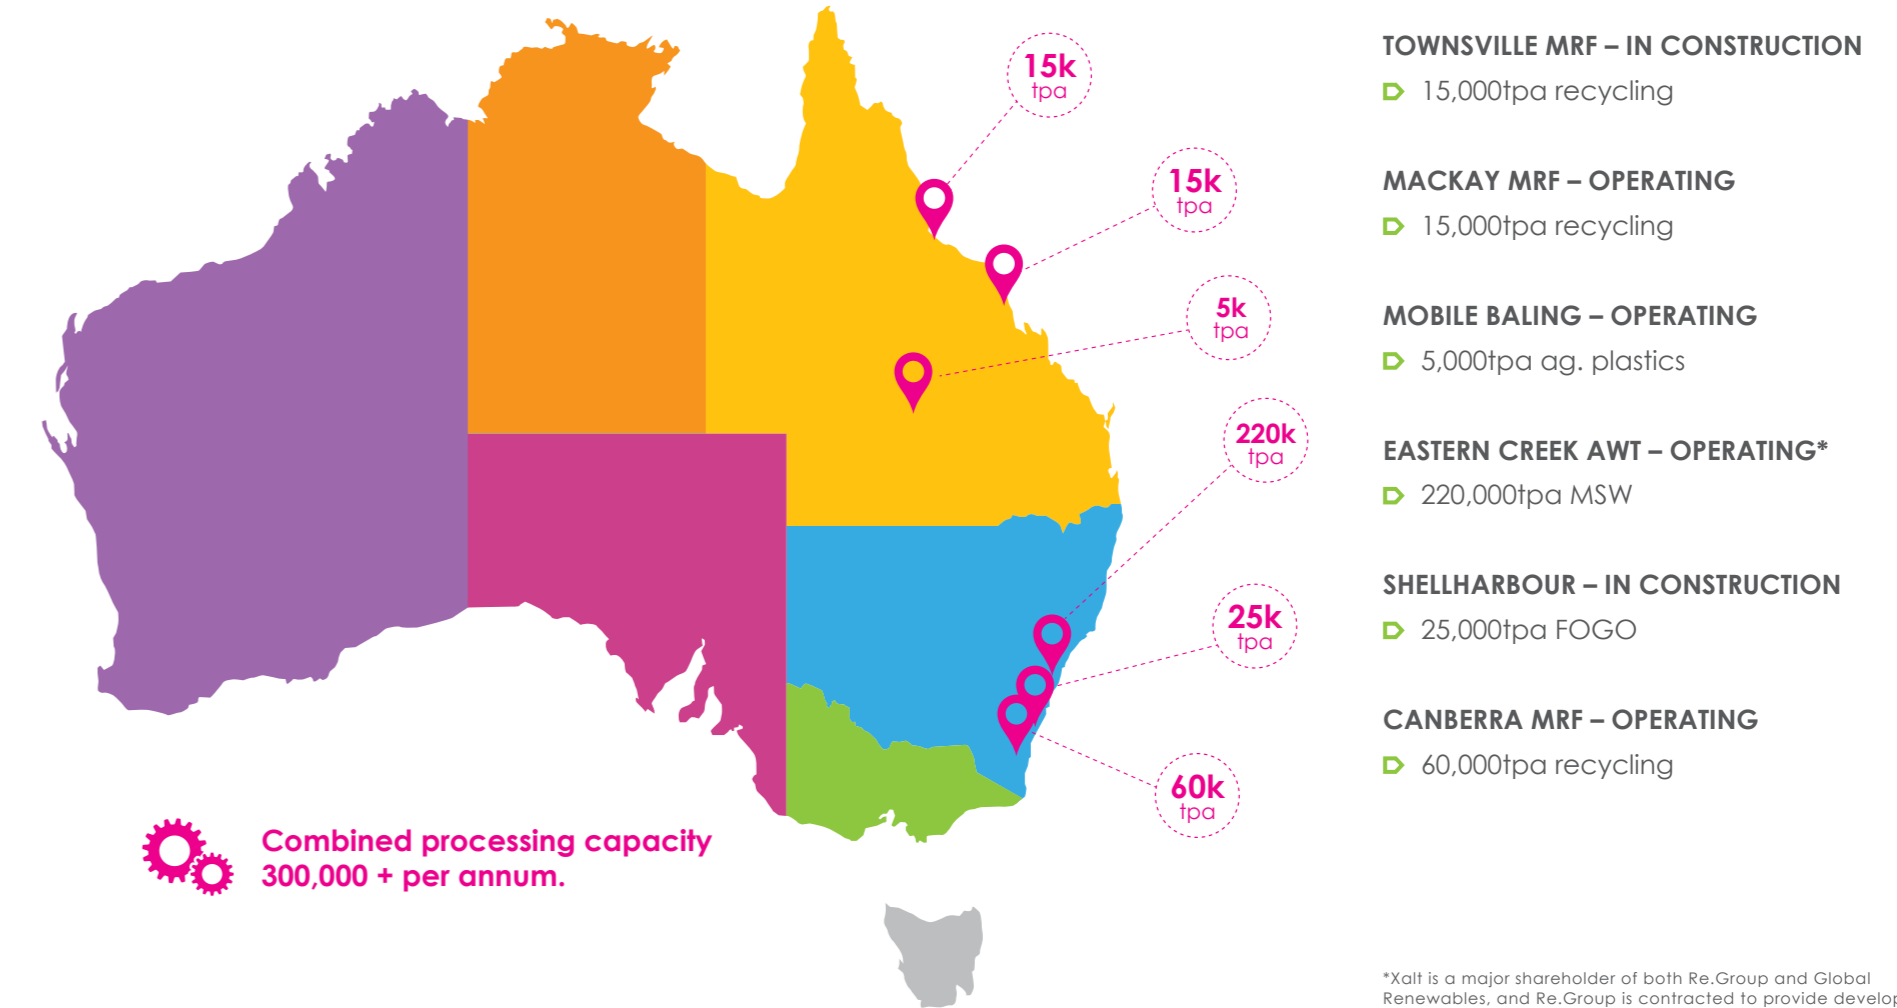 15k
tpa
15k
tpa
5k
tpa
220k
tpa
25k
tpa
60k
tpa
Combined processing capacity
300,000 + per annum.
TOWNSVILLE MRF – IN CONSTRUCTION
15,000tpa recycling
MACKAY MRF – OPERATING
15,000tpa recycling
MOBILE BALING – OPERATING
5,000tpa ag. plastics
EASTERN CREEK AWT – OPERATING*
220,000tpa MSW
SHELLHARBOUR – IN CONSTRUCTION
25,000tpa FOGO
CANBERRA MRF – OPERATING
60,000tpa recycling
*Xalt is a major shareholder of both Re.Group and Global
Renewables, and Re.Group is contracted to provide develop